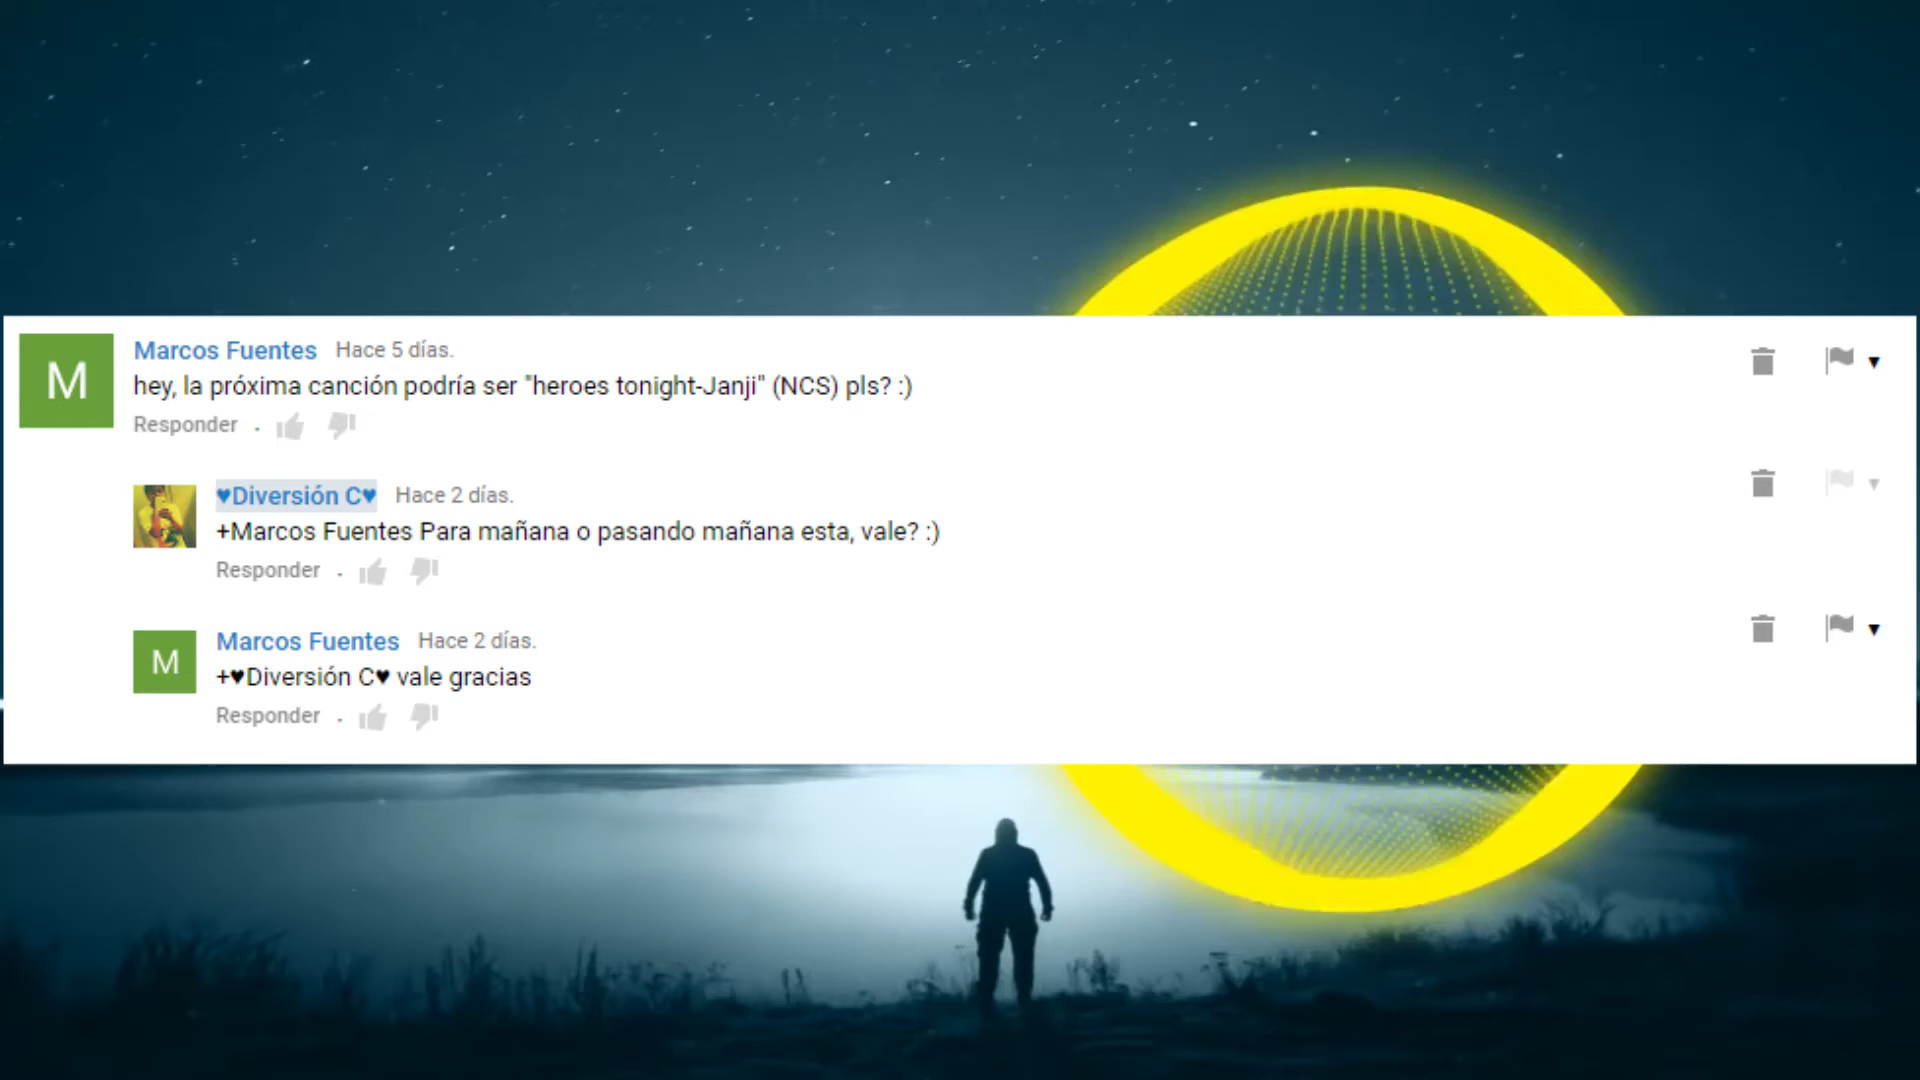 M
Marcos Fuentes Hace 5 días.
hey, la próxima canción podría ser "heroes tonight-Janji" (NCS) pls? :)
Responder .
♥Diversión C♥ Hace 2 días.
+Marcos Fuentes Para mañana o pasando mañana esta, vale? :)
Responder .
M
Marcos Fuentes Hace 2 días.
+♥Diversión C♥ vale gracias
Responder .